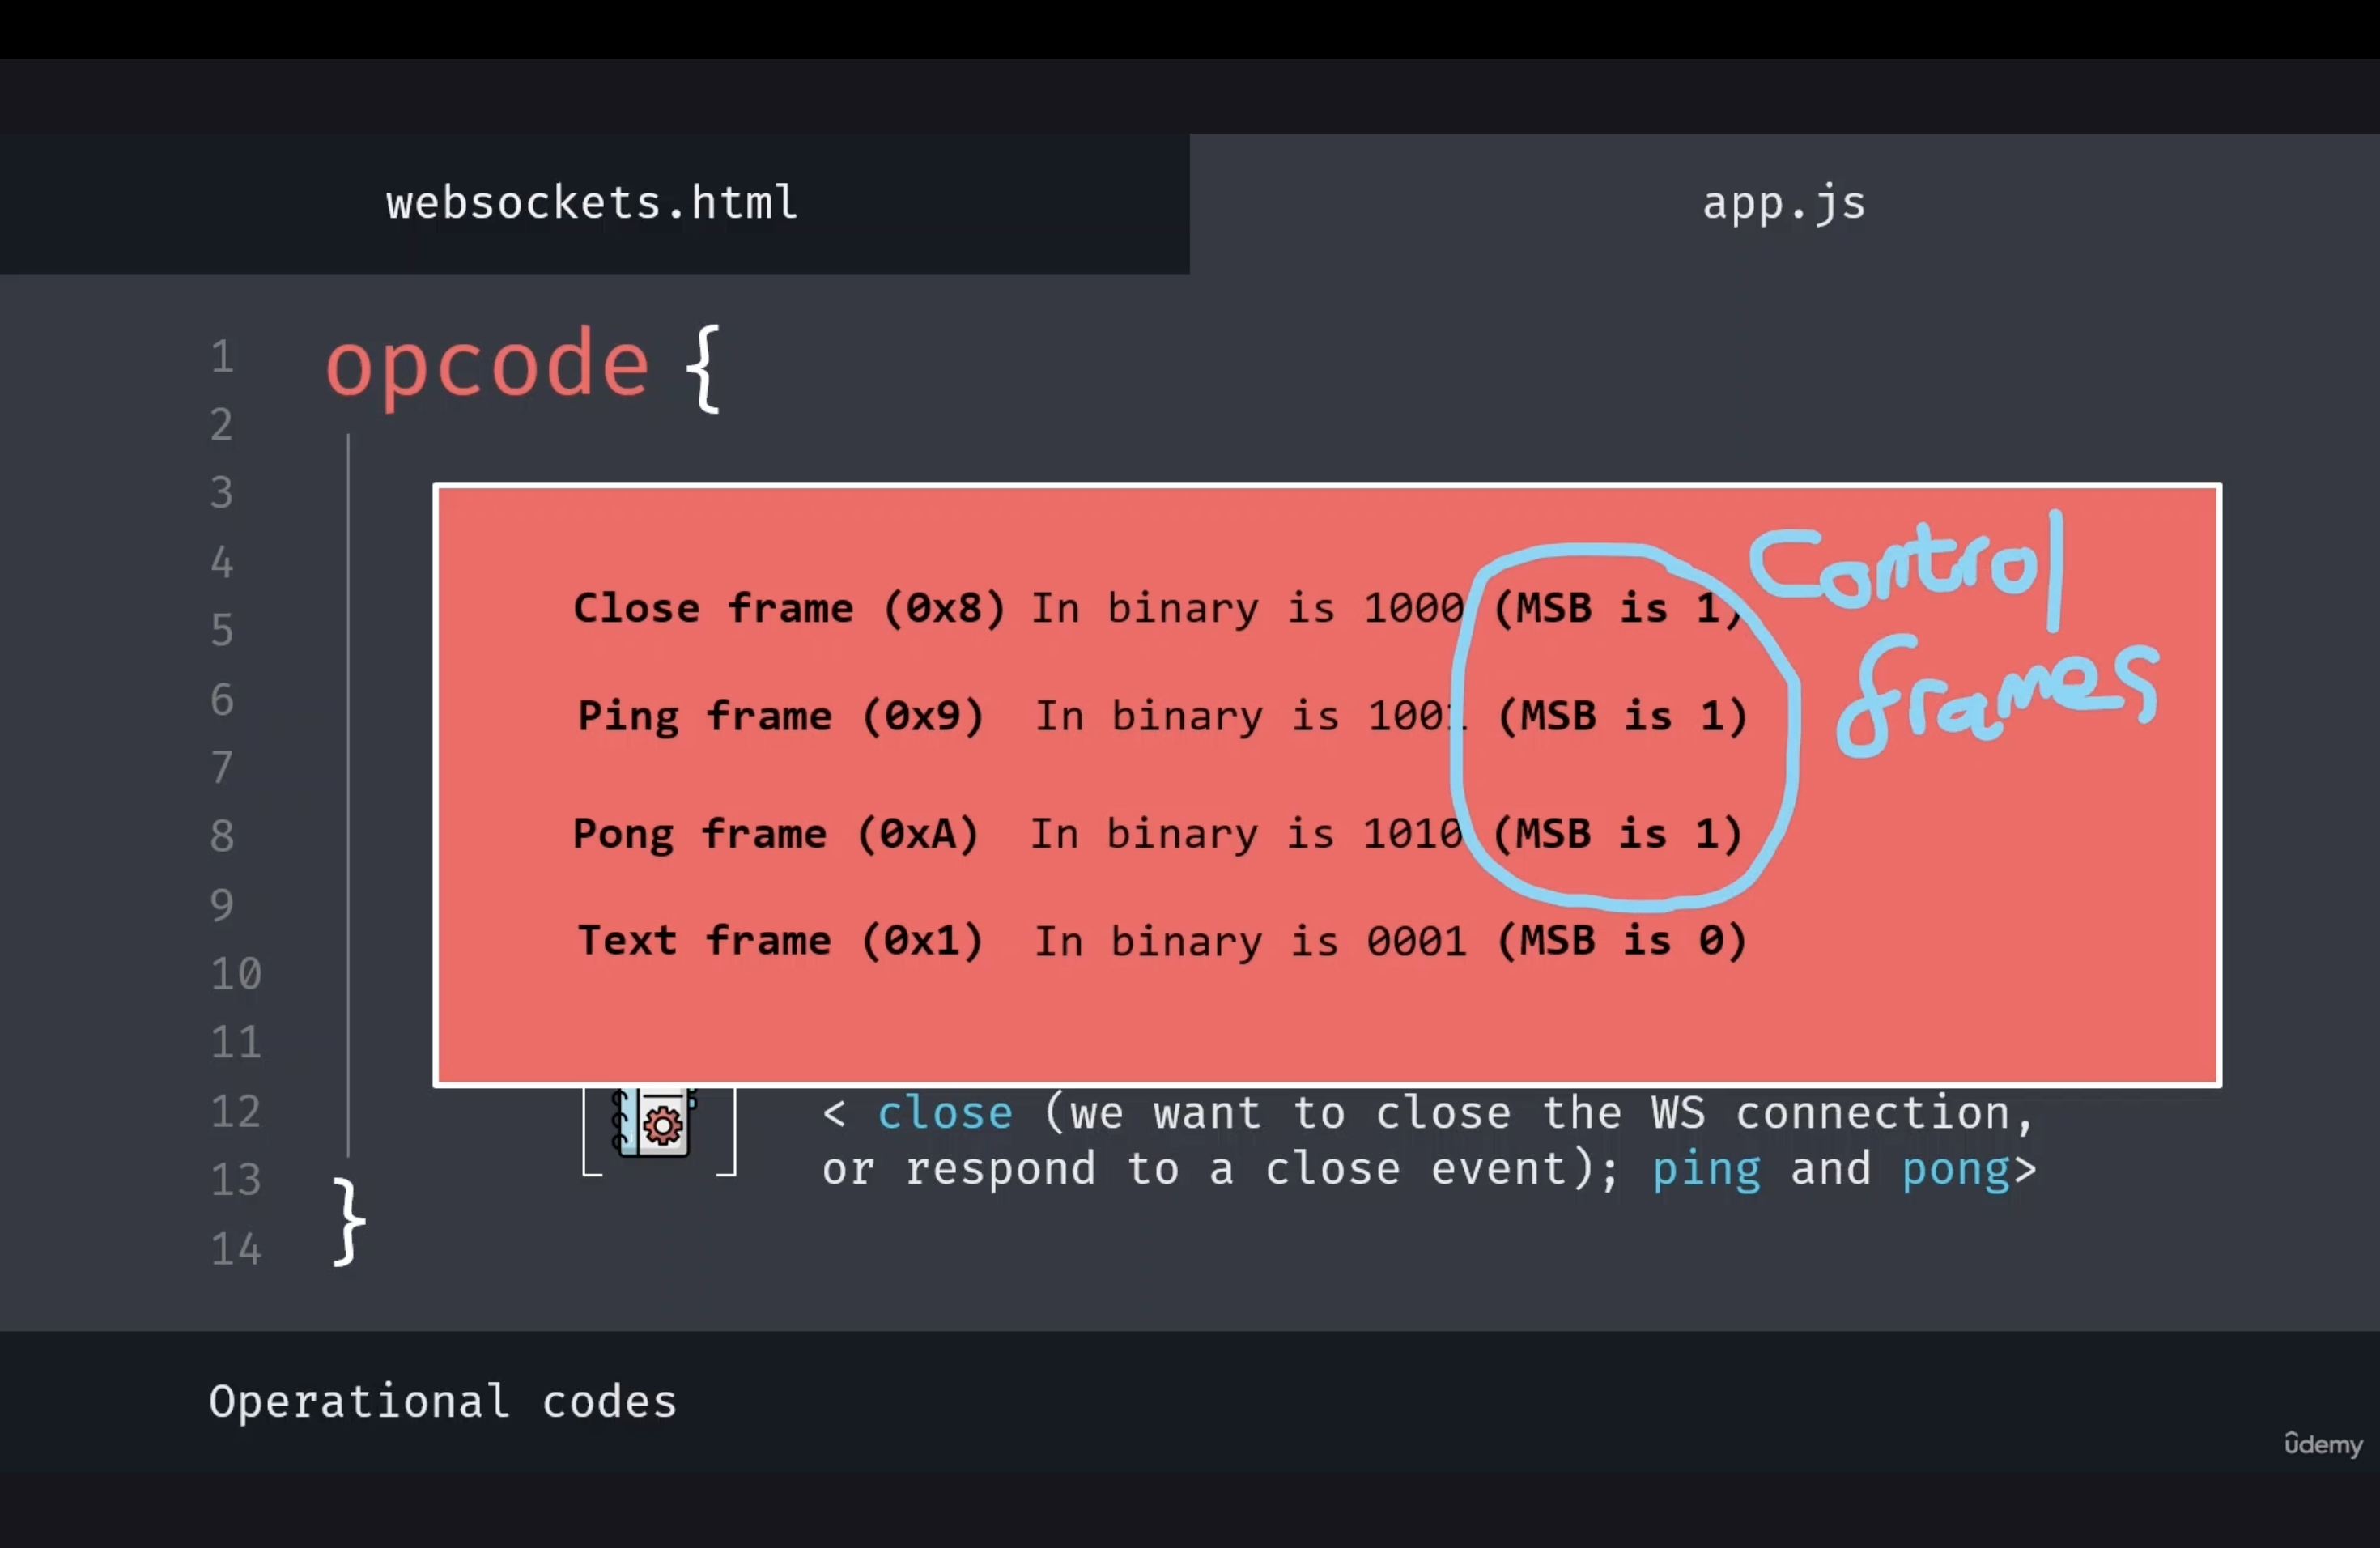 websockets.html
app.js
1 opcode {
2
3
4
5
6
7
8
9
10
11
12
13
14
Control
frames
Close frame (0x8) In binary is 1000 (MSB is 1)
Ping frame (0x9) In binary is 1001 (MSB is 1)
Pong frame (0xA) In binary is 1010 (MSB is 1)
Text frame (0x1) In binary is 0001 (MSB is 0)
< close (we want to close the WS connection,
or respond to a close event); ping and pong>
}
Operational codes
ûdemy